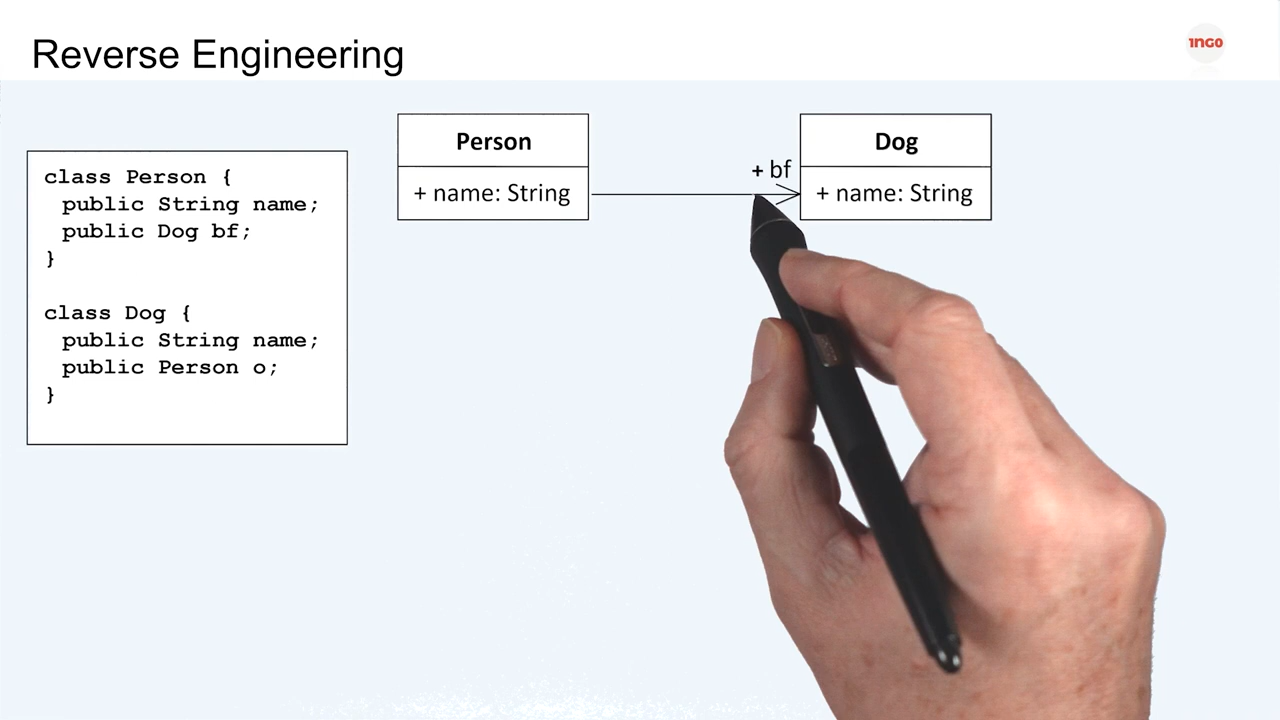 Reverse Engineering
1NG0
class Person {
public String name;
public Dog bf;
}
class Dog {
public String name;
public Person o;
}
Person
+ name: String
+ bf
Dog
+ name: String